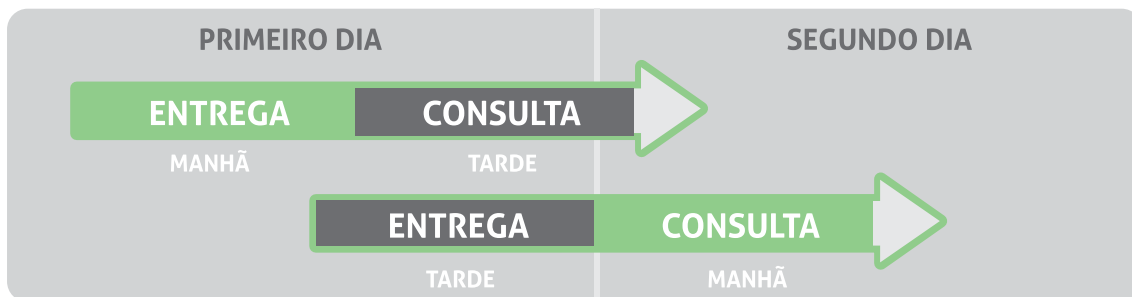 PRIMEIRO DIA
SEGUNDO DIA
ENTREGA
CONSULTA
MANHÃ
TARDE
ENTREGA
CONSULTA
TARDE
MANHÃ